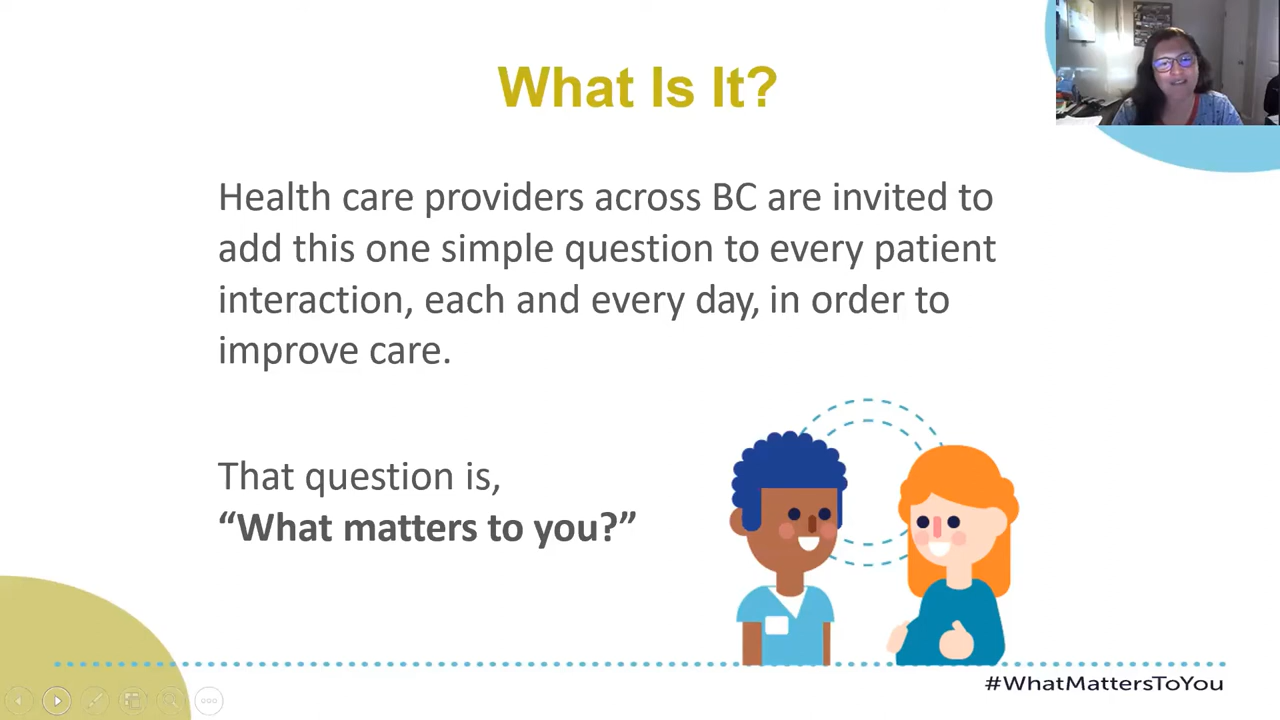 What Is It?
Health care providers across BC are invited to
add this one simple question to every patient
interaction, each and every day, in order to
improve care.
That question is,
“What matters to you?”
#WhatMattersToYou